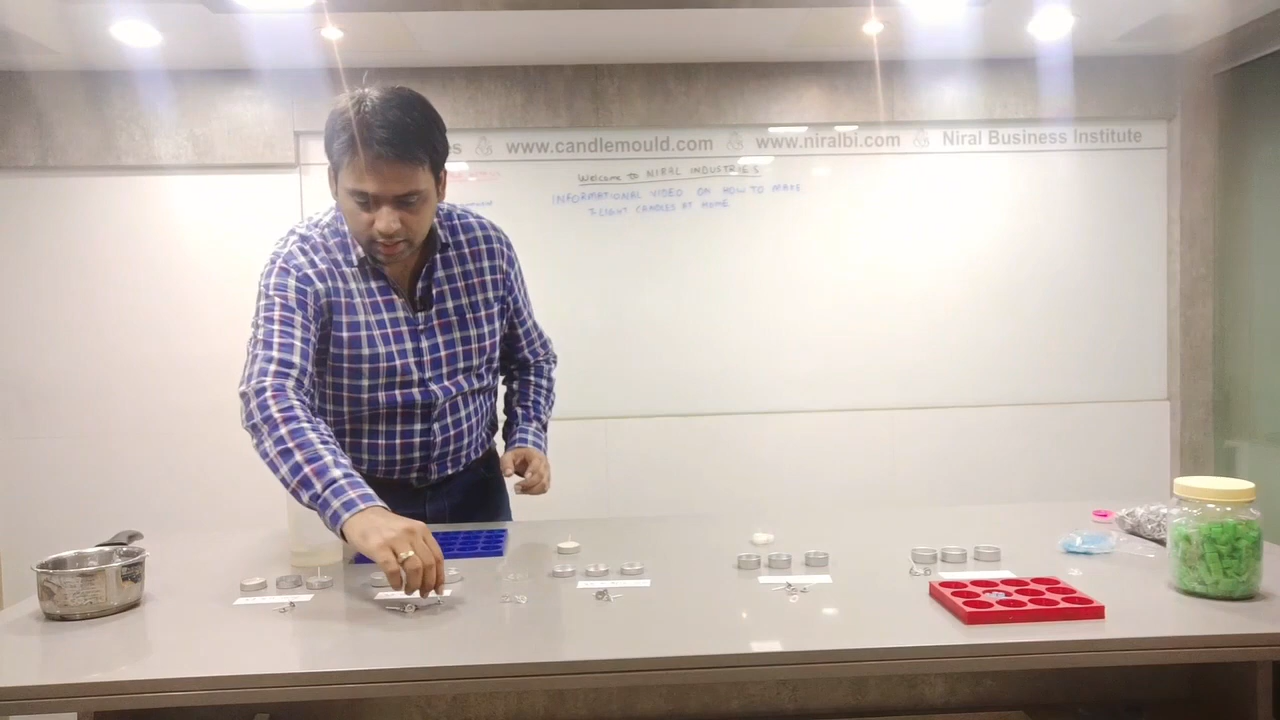 es www.candlemould.com www.niralbi.com Niral Business Institute
Welcome to NIRAL INDUSTRIES
INFORMATIONAL VIDEO ON HOW TO MAKE
T-LIGHT CANDLES AT HOME